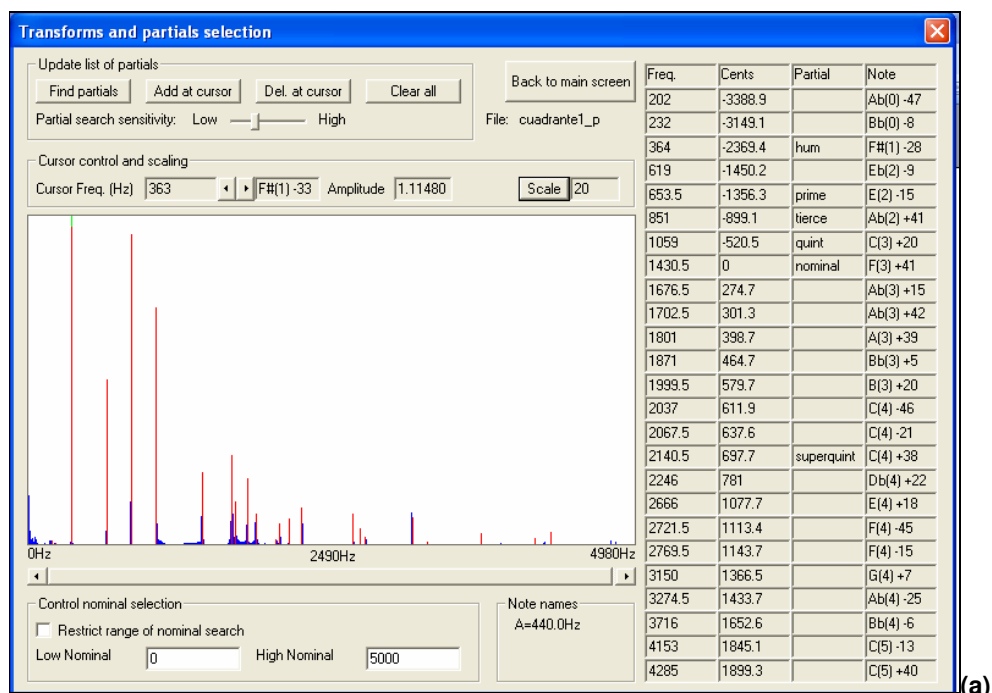 Transforms and partials selection
Update list of partials
Find partials Add at cursor Del. at cursor Clear all
Partial search sensitivity: Low High
Back to main screen
File: cuadrante1_p
Cursor control and scaling
Cursor Freq. (Hz) 363 F#(1) -33 Amplitude 1.11480 Scale 20
0Hz 2490Hz 4980Hz
Control nominal selection
Restrict range of nominal search
Low Nominal 0 High Nominal 5000
Note names
A=440.0Hz
Freq. Cents Partial Note
202 -3388.9 Ab(0) -47
232 -3149.1 Bb(0) -8
364 -2369.4 hum F#(1) -28
619 -1450.2 Eb(2) -9
653.5 -1356.3 prime E(2) -15
851 -899.1 tierce Ab(2) +41
1059 -520.5 quint C(3) +20
1430.5 0 nominal F(3) +41
1676.5 274.7 Ab(3) +15
1702.5 301.3 Ab(3) +42
1801 398.7 A(3) +39
1871 464.7 Bb(3) +5
1999.5 579.7 B(3) +20
2037 611.9 C(4) -46
2067.5 637.6 C(4) -21
2140.5 697.7 superquint C(4) +38
2246 781 Db(4) +22
2666 1077.7 E(4) +18
2721.5 1113.4 F(4) -45
2769.5 1143.7 F(4) -15
3150 1366.5 G(4) +7
3274.5 1433.7 Ab(4) -25
3716 1652.6 Bb(4) -6
4153 1845.1 C(5) -13
4285 1899.3 C(5) +40
(a)